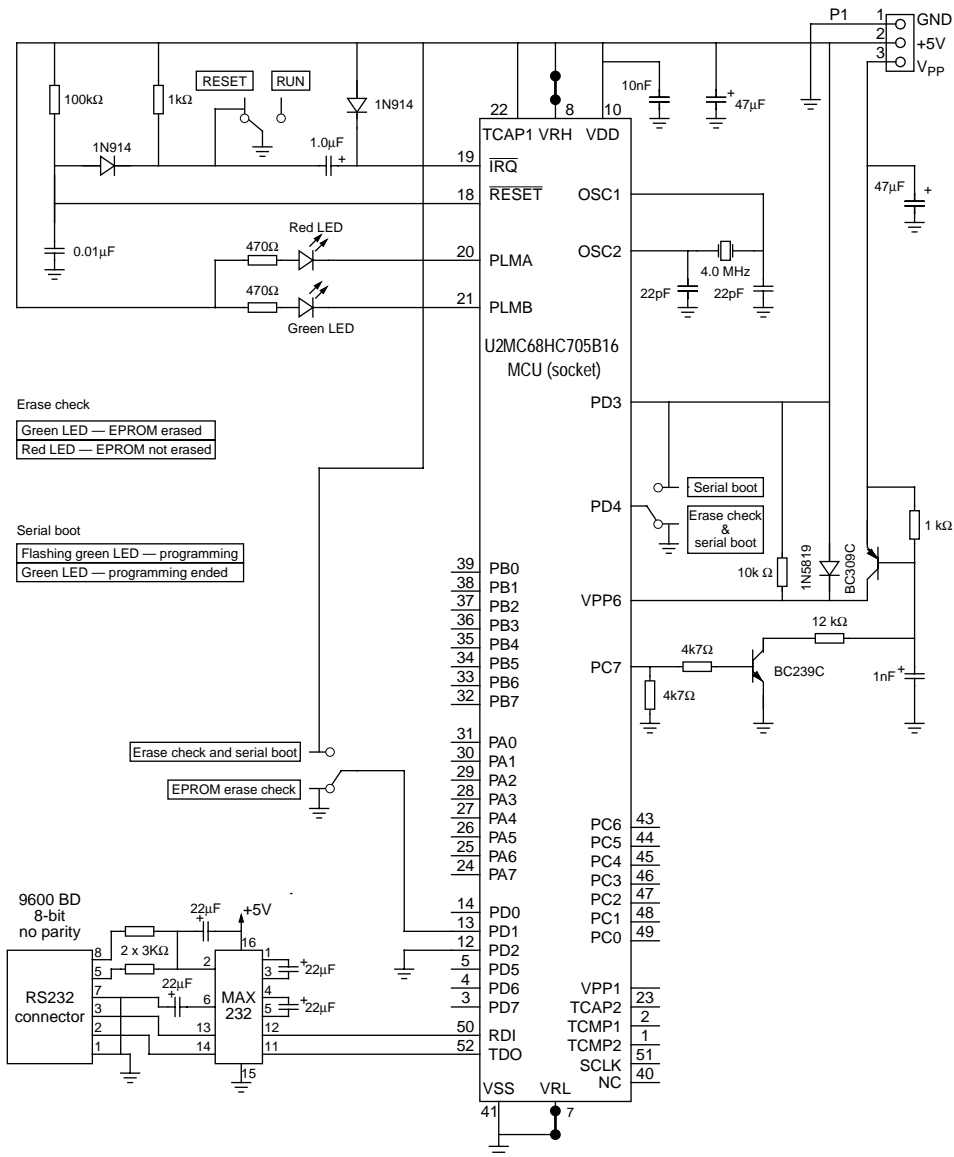 P1
1
GND
2
+5V
3
VPP
RESET
RUN
100kΩ
1kΩ
1N914
10nF
47µF
+
22
8
10
TCAP1
VRH
VDD
1N914
1.0µF
+
19
IRQ
18
RESET
OSC1
47µF
+
0.01µF
Red LED
470Ω
20
PLMA
OSC2
4.0 MHz
470Ω
21
PLMB
22pF
22pF
Green LED
U2MC68HC705B16
MCU (socket)
PD3
Erase check
Green LED — EPROM erased
Red LED — EPROM not erased
Serial boot
PD4
Erase check
&
serial boot
1 kΩ
Serial boot
Flashing green LED — programming
Green LED — programming ended
10k Ω
1N5819
BC309C
39
PB0
38
PB1
37
PB2
36
PB3
35
PB4
34
PB5
33
PB6
32
PB7
VPP6
12 kΩ
PC7
4k7Ω
BC239C
4k7Ω
1nF
+
31
PA0
30
PA1
29
PA2
28
PA3
27
PA4
26
PA5
25
PA6
24
PA7
Erase check and serial boot
EPROM erase check
PC6
43
PC5
44
PC4
45
PC3
46
PC2
47
PC1
48
PC0
49
14
PD0
13
PD1
12
PD2
5
PD5
4
PD6
3
PD7
9600 BD
8-bit
no parity
22µF
+
+5V
16
8
2 x 3KΩ
2
1
+
22µF
5
3
RS232
connector
7
22µF
+
6
MAX
232
4
+
22µF
5
3
13
12
50
RDI
2
14
11
52
TDO
1
15
VPP1
TCAP2
23
TCMP1
2
TCMP2
1
SCLK
51
NC
40
VSS
VRL
41
7